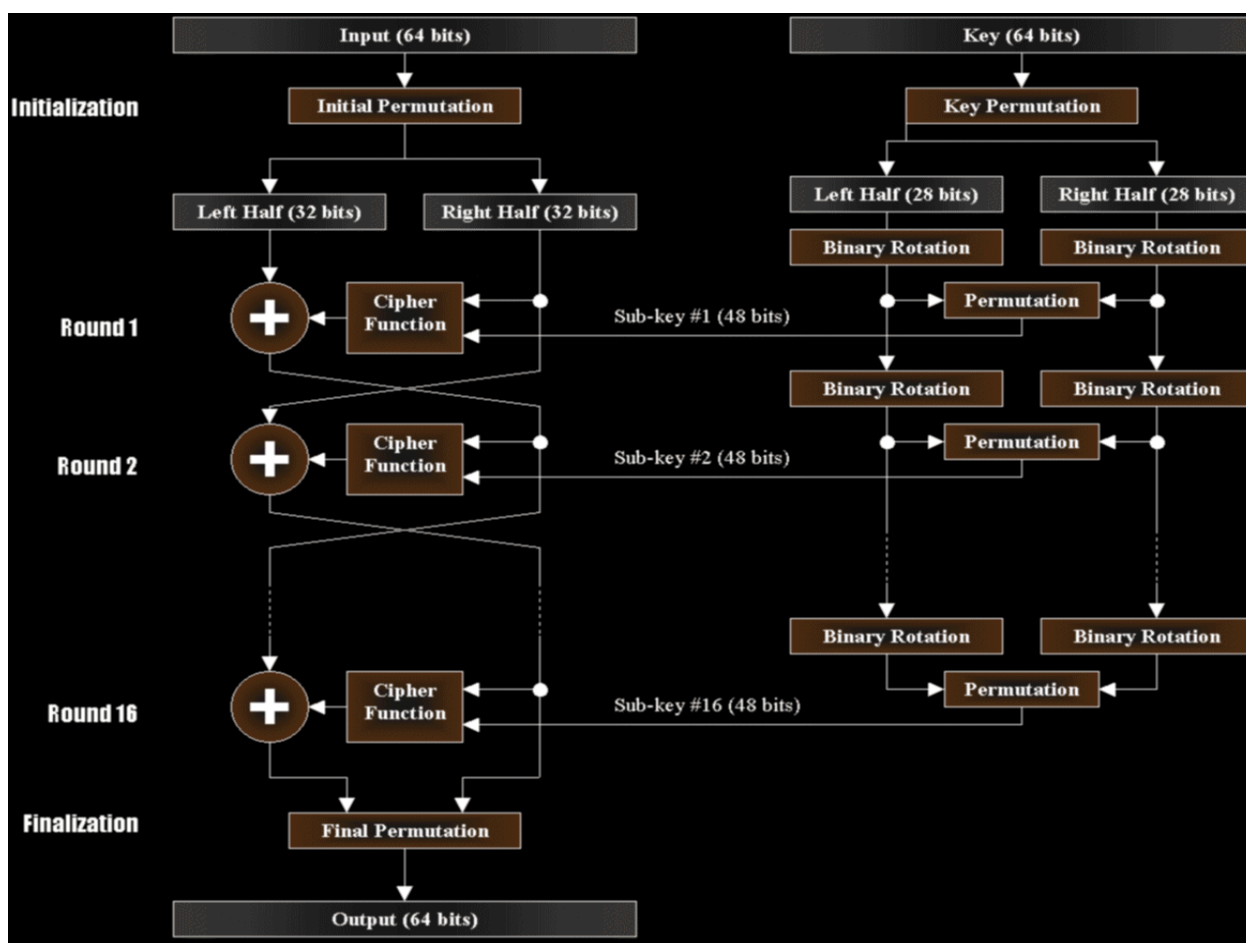 Input (64 bits)
Key (64 bits)
Initialization
Initial Permutation
Key Permutation
Left Half (32 bits)
Right Half (32 bits)
Left Half (28 bits)
Right Half (28 bits)
Binary Rotation
Binary Rotation
Round 1
Cipher
Function
Sub-key #1 (48 bits)
Permutation
Binary Rotation
Binary Rotation
Round 2
Cipher
Function
Sub-key #2 (48 bits)
Permutation
Binary Rotation
Binary Rotation
Round 16
Cipher
Function
Sub-key #16 (48 bits)
Permutation
Finalization
Final Permutation
Output (64 bits)